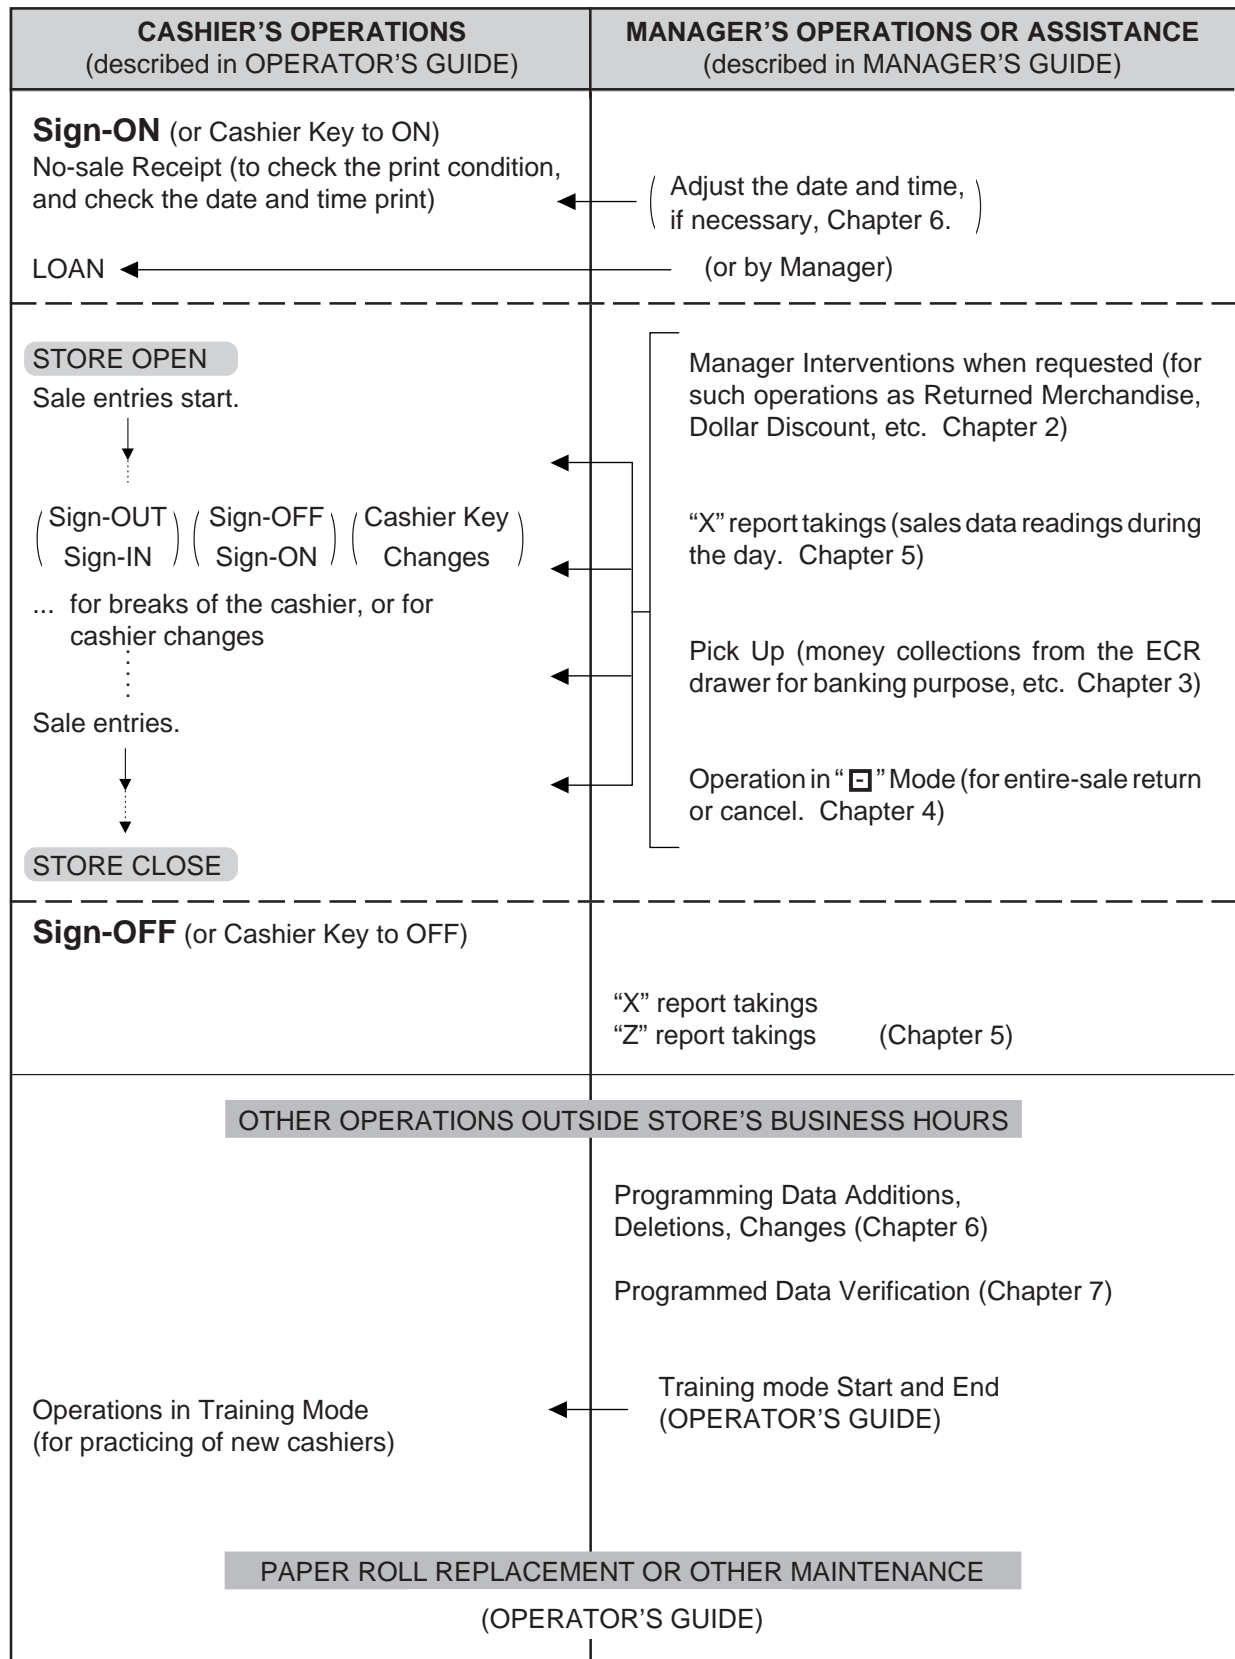 CASHIER'S OPERATIONS
(described in OPERATOR'S GUIDE)
MANAGER'S OPERATIONS OR ASSISTANCE
(described in MANAGER'S GUIDE)
Sign-ON (or Cashier Key to ON)
No-sale Receipt (to check the print condition,
and check the date and time print)
(Adjust the date and time,
if necessary, Chapter 6.)
LOAN
(or by Manager)
STORE OPEN
Sale entries start.
(Sign-OUT
Sign-IN)
(Sign-OFF
Sign-ON)
(Cashier Key
Changes)
... for breaks of the cashier, or for
cashier changes
Sale entries.
STORE CLOSE
Manager Interventions when requested (for
such operations as Returned Merchandise,
Dollar Discount, etc. Chapter 2)
“X” report takings (sales data readings during
the day. Chapter 5)
Pick Up (money collections from the ECR
drawer for banking purpose, etc. Chapter 3)
Operation in “ ⊟ ” Mode (for entire-sale return
or cancel. Chapter 4)
Sign-OFF (or Cashier Key to OFF)
“X” report takings
“Z” report takings (Chapter 5)
OTHER OPERATIONS OUTSIDE STORE'S BUSINESS HOURS
Programming Data Additions,
Deletions, Changes (Chapter 6)
Programmed Data Verification (Chapter 7)
Operations in Training Mode
(for practicing of new cashiers)
Training mode Start and End
(OPERATOR'S GUIDE)
PAPER ROLL REPLACEMENT OR OTHER MAINTENANCE
(OPERATOR'S GUIDE)